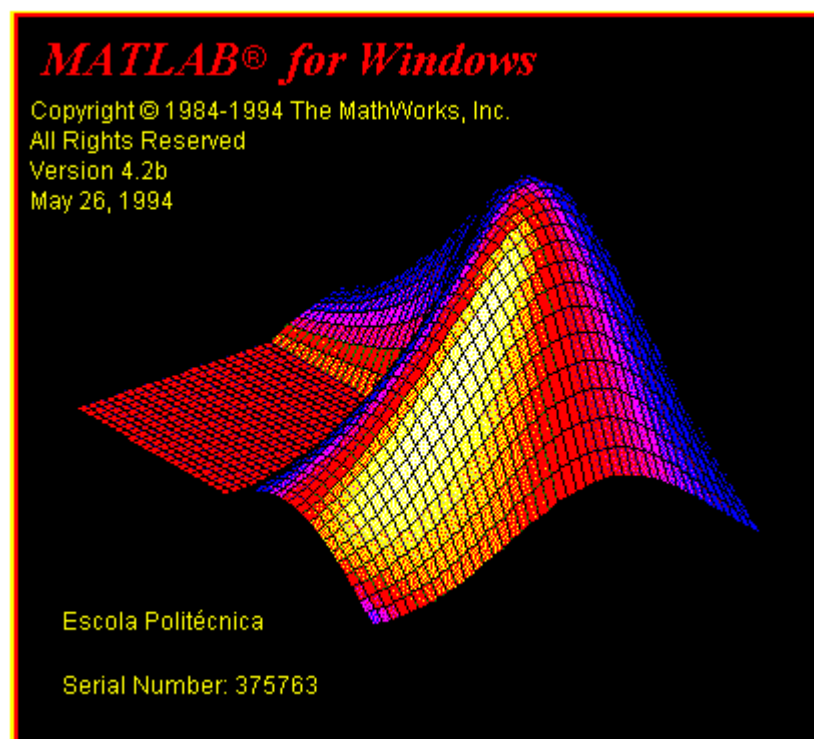 MATLAB® for Windows
Copyright © 1984-1994 The MathWorks, Inc.
All Rights Reserved
Version 4.2b
May 26, 1994
Escola Politécnica
Serial Number: 375763